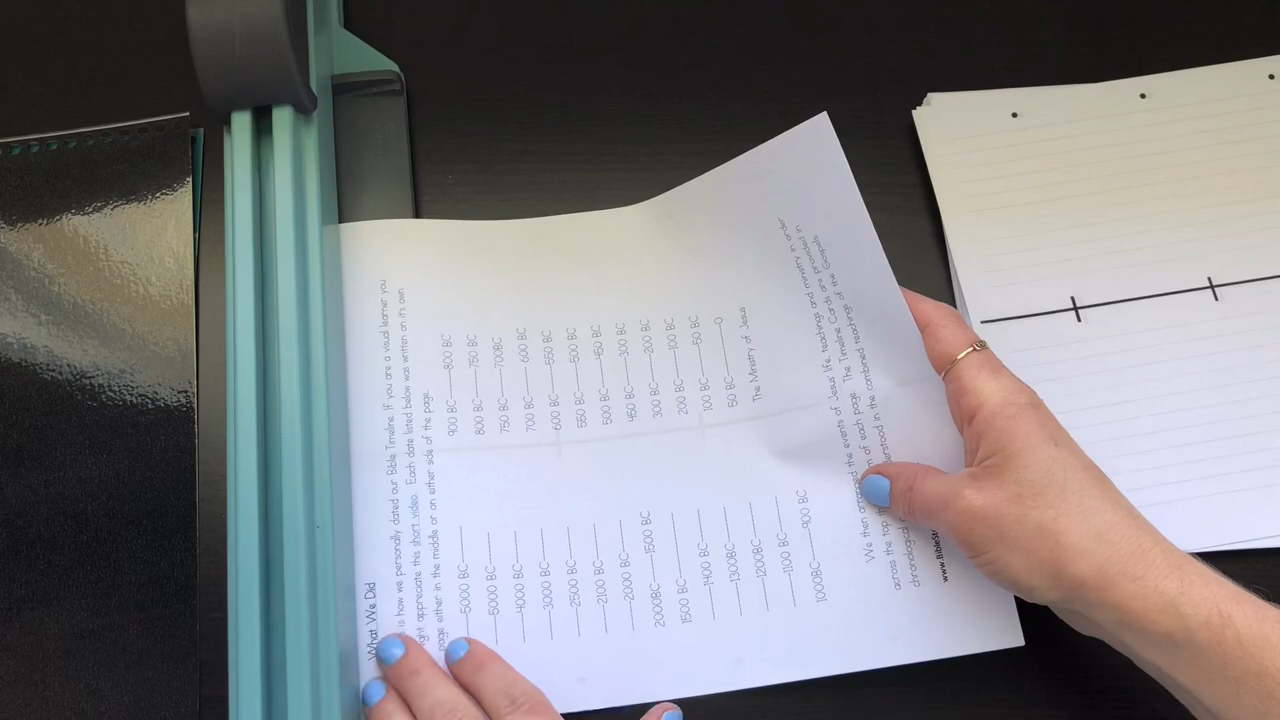 What We Did
is how we personally dated our Bible Timeline. If you are a visual learner you
ight appreciate this short video. Each date listed below was written on it's own
page either in the middle or on either side of the page.
———5000 BC———
———5000 BC———
———4000 BC———
———3000 BC———
———2500 BC———
———2100 BC———
———2000 BC———
2000BC———1500 BC
1500 BC———
———1400 BC———
———1300BC———
———1200BC———
———1100 BC———
1000BC———900 BC
900 BC———800 BC
800 BC———750 BC
750 BC———700BC
700 BC———600 BC
600 BC———550 BC
550 BC———500 BC
500 BC———450 BC
450 BC———300 BC
300 BC———200 BC
200 BC———100 BC
100 BC———50 BC
50 BC———0
The Ministry of Jesus
We then the events of Jesus' life, teachings and ministry in order
across the top of each page. The Timeline Cards are provided in
chronological erstood in the combined teachings of the Gospels
www.BibleSt